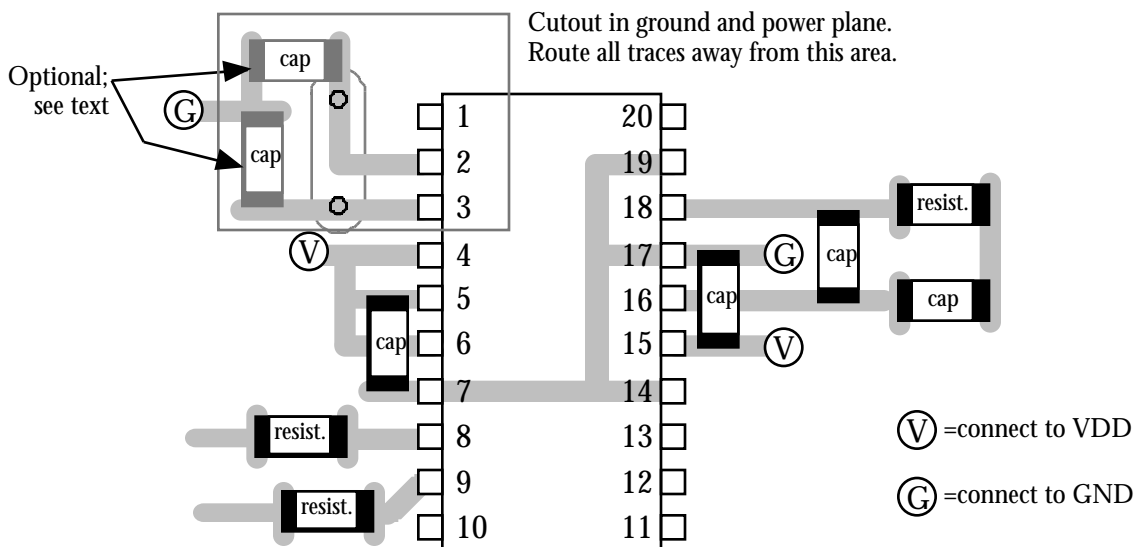 Cutout in ground and power plane.
Route all traces away from this area.
Optional;
see text
cap
G
cap
1
2
3
4
5
6
7
8
9
10
20
19
18
17
16
15
14
13
12
11
V
cap
resist.
resist.
resist.
cap
G
cap
cap
V
V =connect to VDD
G =connect to GND